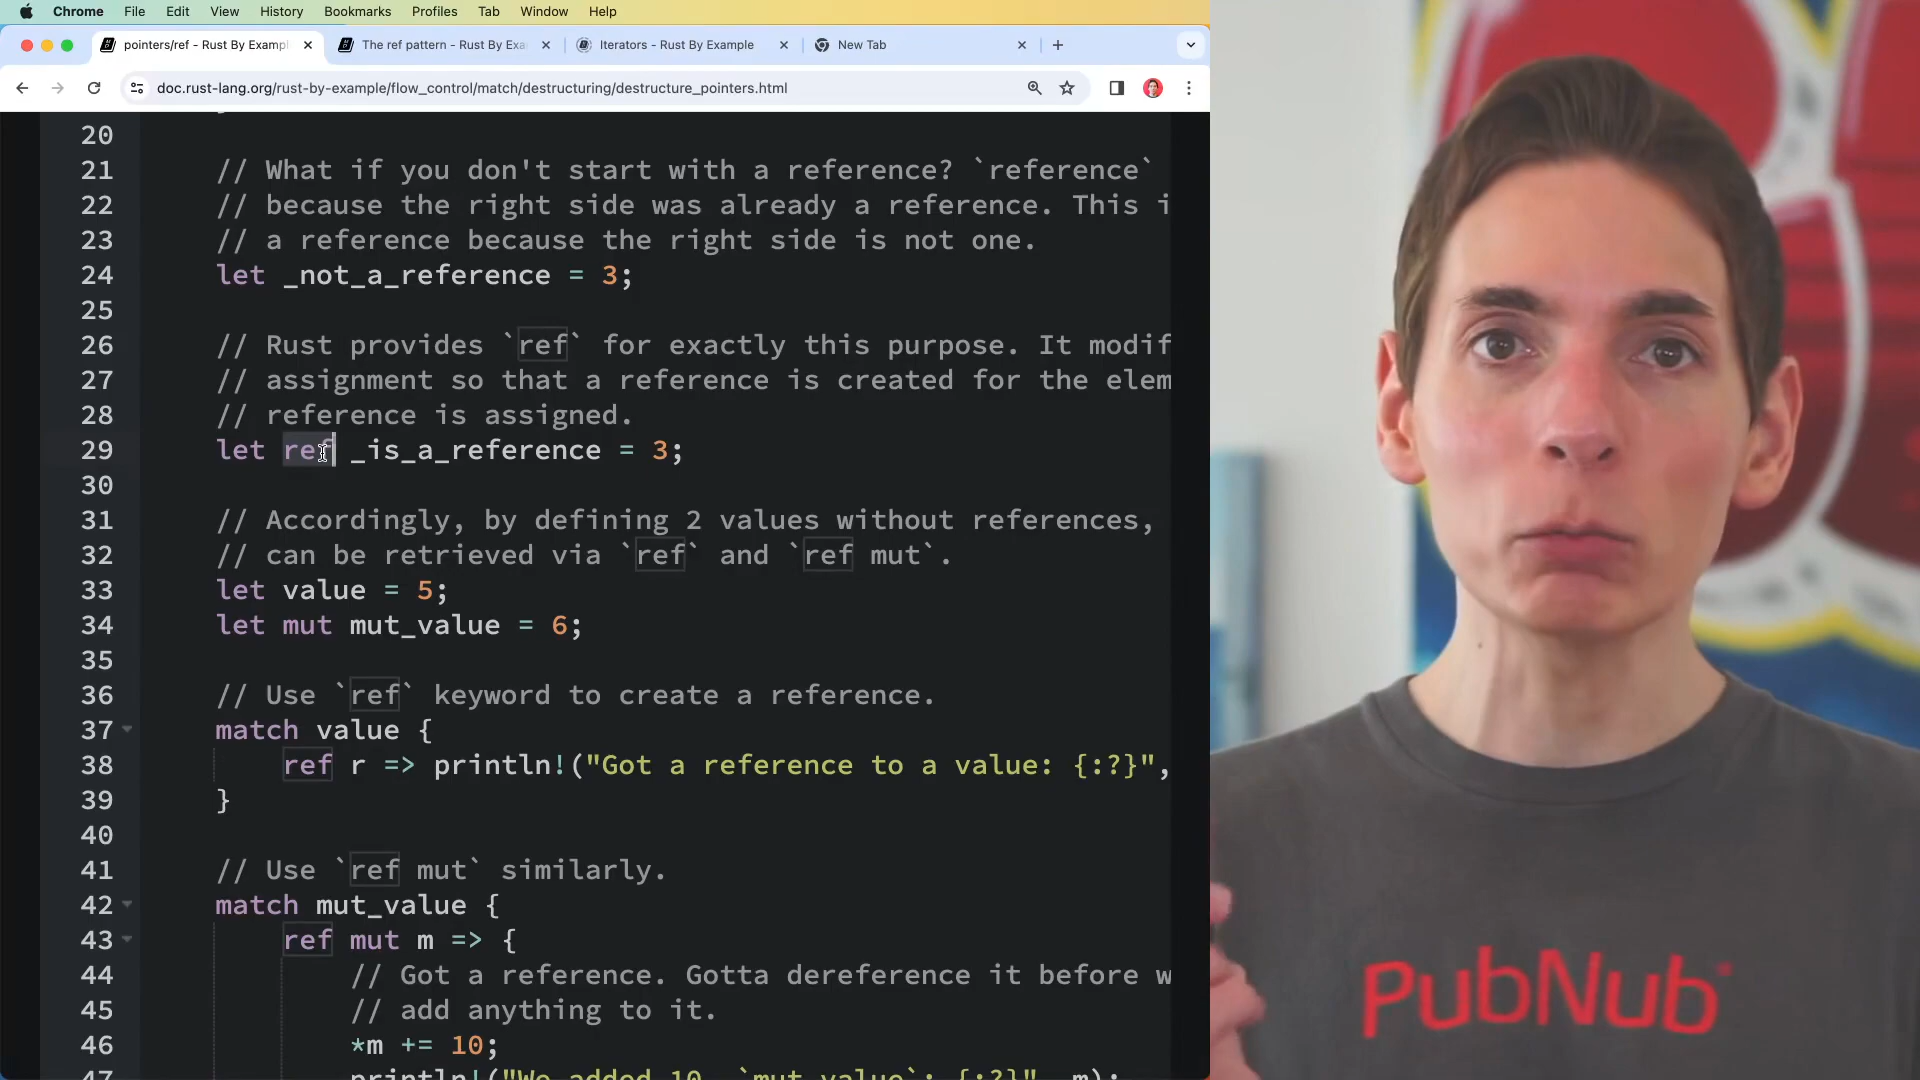 Chrome File Edit View History Bookmarks Profiles Tab Window Help
pointers/ref - Rust By Exampl
The ref pattern - Rust By Exa
Iterators - Rust By Example
New Tab
doc.rust-lang.org/rust-by-example/flow_control/match/destructuring/destructure_pointers.html
20
21 // What if you don't start with a reference? `reference`
22 // because the right side was already a reference. This i
23 // a reference because the right side is not one.
24 let _not_a_reference = 3;
25
26 // Rust provides `ref` for exactly this purpose. It modif
27 // assignment so that a reference is created for the elem
28 // reference is assigned.
29 let ref _is_a_reference = 3;
30
31 // Accordingly, by defining 2 values without references,
32 // can be retrieved via `ref` and `ref mut`.
33 let value = 5;
34 let mut mut_value = 6;
35
36 // Use `ref` keyword to create a reference.
37 match value {
38 ref r => println!("Got a reference to a value: {:?}",
39 }
40
41 // Use `ref mut` similarly.
42 match mut_value {
43 ref mut m => {
44 // Got a reference. Gotta dereference it before w
45 // add anything to it.
46 *m += 10;
47 println!("We added 10. `mut_value`: {:?}", m);
PubNub